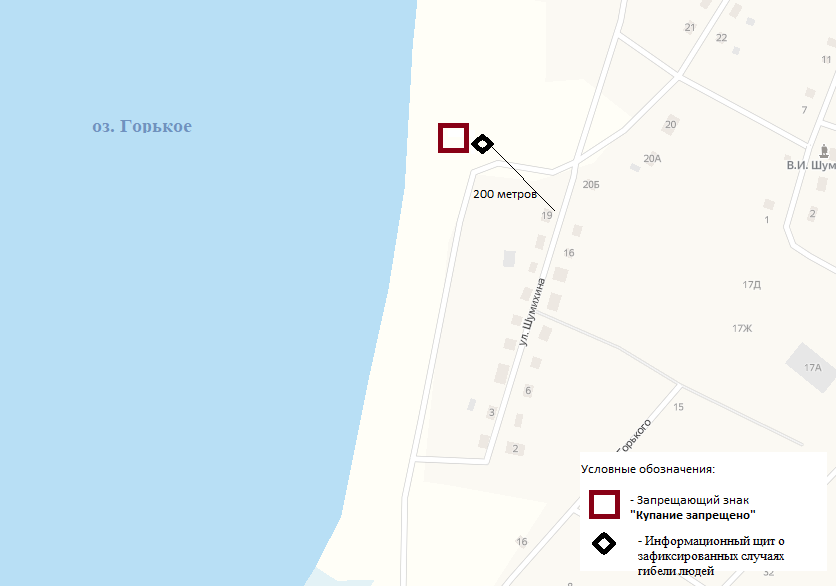 21
22
11
оз. Горькое
7
20
В.И. Шум
20А
20Б
200 метров
2
19
1
16
17Д
ул. Шумихина
17Ж
17А
6
3
15
2
Горького
Условные обозначения:
- Запрещающий знак
"Купание запрещено"
- Информационный щит о
зафиксированных случаях
гибели людей
16